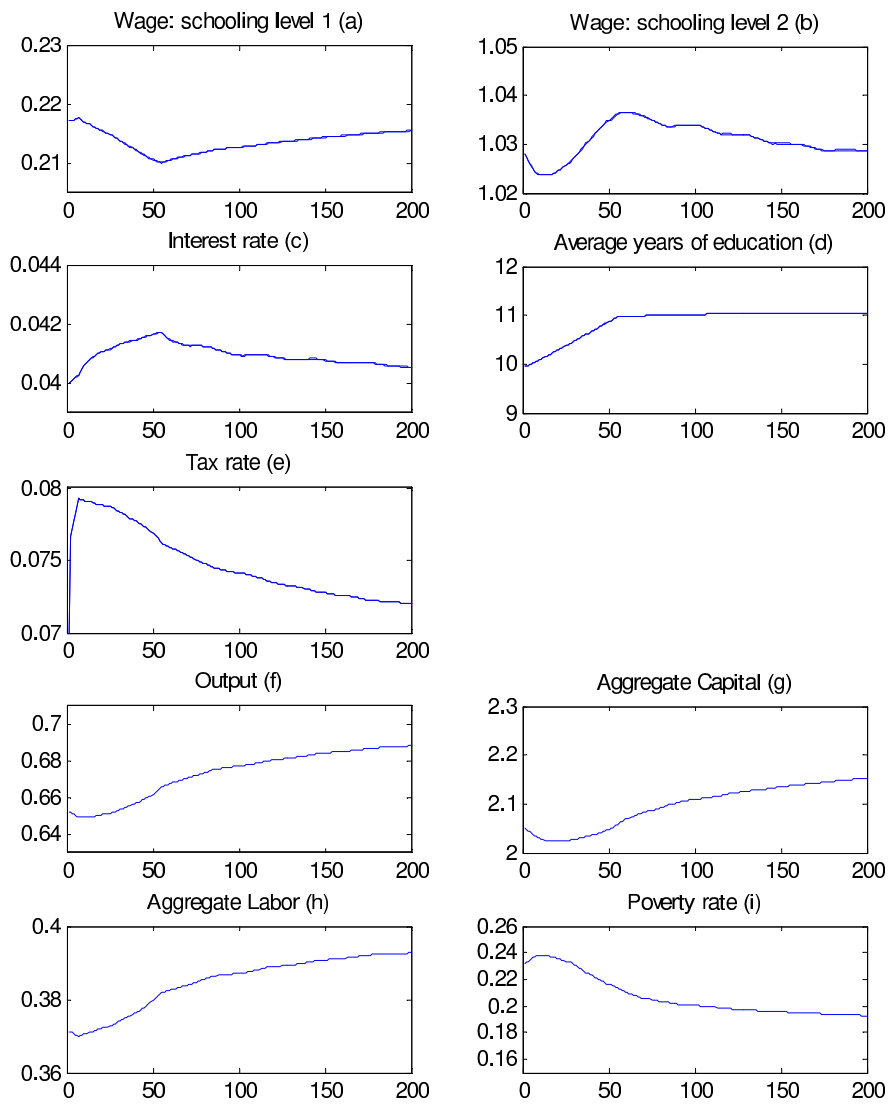 Wage: schooling level 1 (a)
0.23
0.22
0.21
0 50 100 150 200
Wage: schooling level 2 (b)
1.05
1.04
1.03
1.02
0 50 100 150 200
Interest rate (c)
0.044
0.042
0.04
0 50 100 150 200
Average years of education (d)
12
11
10
9
0 50 100 150 200
Tax rate (e)
0.08
0.075
0.07
0 50 100 150 200
Output (f)
0.7
0.68
0.66
0.64
0 50 100 150 200
Aggregate Capital (g)
2.3
2.2
2.1
2
0 50 100 150 200
Aggregate Labor (h)
0.4
0.38
0.36
0 50 100 150 200
Poverty rate (i)
0.26
0.24
0.22
0.2
0.18
0.16
0 50 100 150 200